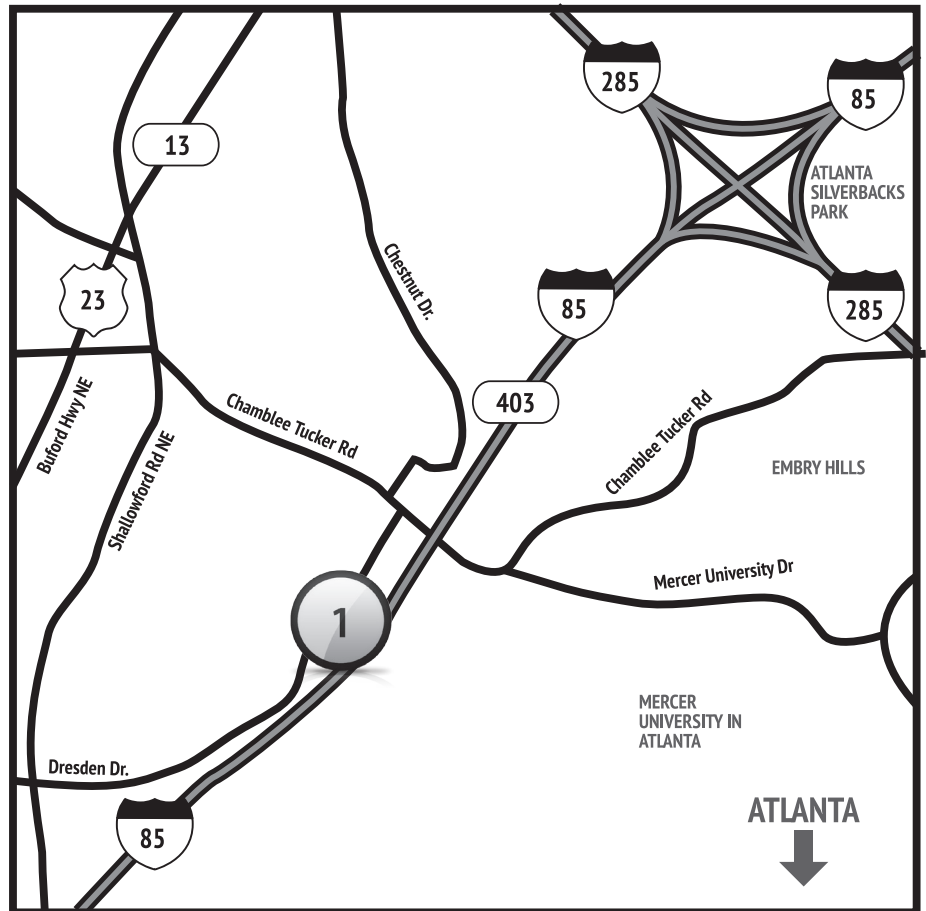 285
85
13
ATLANTA
SILVERBACKS
PARK
23
Chestnut Dr.
85
285
403
Buford Hwy NE
Chamblee Tucker Rd
Chamblee Tucker Rd
Shallowford Rd NE
EMBRY HILLS
Mercer University Dr
1
MERCER
UNIVERSITY IN
ATLANTA
Dresden Dr.
85
ATLANTA